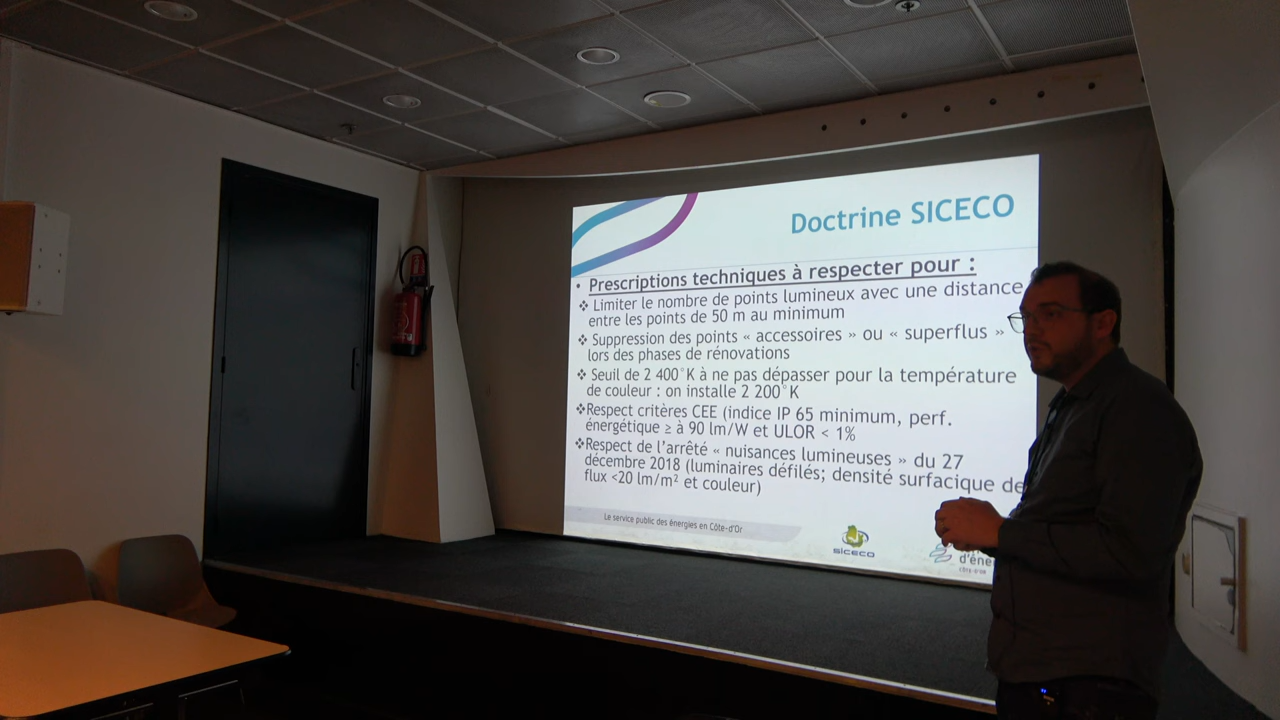 Doctrine SICECO
• Prescriptions techniques à respecter pour :
❖ Limiter le nombre de points lumineux avec une distance
entre les points de 50 m au minimum
❖ Suppression des points « accessoires » ou « superflus »
lors des phases de rénovations
❖ Seuil de 2 400°K à ne pas dépasser pour la température
de couleur : on installe 2 200°K
❖Respect critères CEE (indice IP 65 minimum, perf.
énergétique ≥ à 90 lm/W et ULOR < 1%
❖Respect de l'arrêté « nuisances lumineuses » du 27
décembre 2018 (luminaires défilés; densité surfacique de
flux <20 lm/m² et couleur)
Le service public des énergies en Côte-d'Or
siceco
d'éne